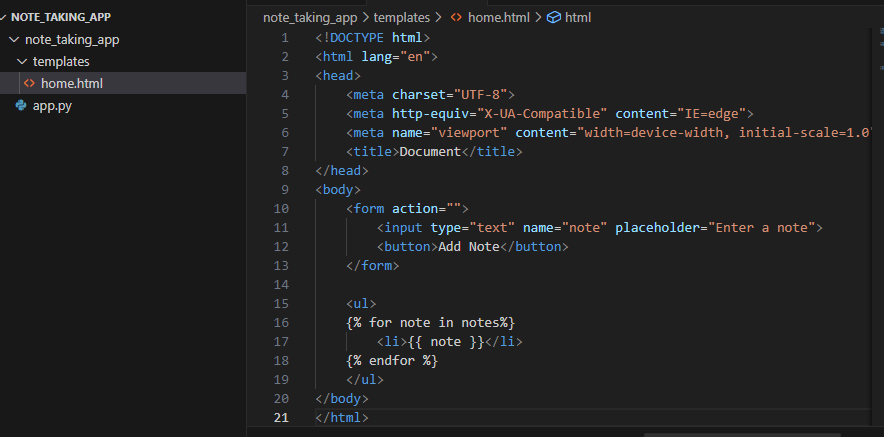 NOTE_TAKING_APP
note_taking_app
templates
<> home.html
app.py
note_taking_app > templates > <> home.html > html
1 <!DOCTYPE html>
2 <html lang="en">
3 <head>
4 <meta charset="UTF-8">
5 <meta http-equiv="X-UA-Compatible" content="IE=edge">
6 <meta name="viewport" content="width=device-width, initial-scale=1.0
7 <title>Document</title>
8 </head>
9 <body>
10 <form action="">
11 <input type="text" name="note" placeholder="Enter a note">
12 <button>Add Note</button>
13 </form>
14
15 <ul>
16 {% for note in notes%}
17 <li>{{ note }}</li>
18 {% endfor %}
19 </ul>
20 </body>
21 </html>